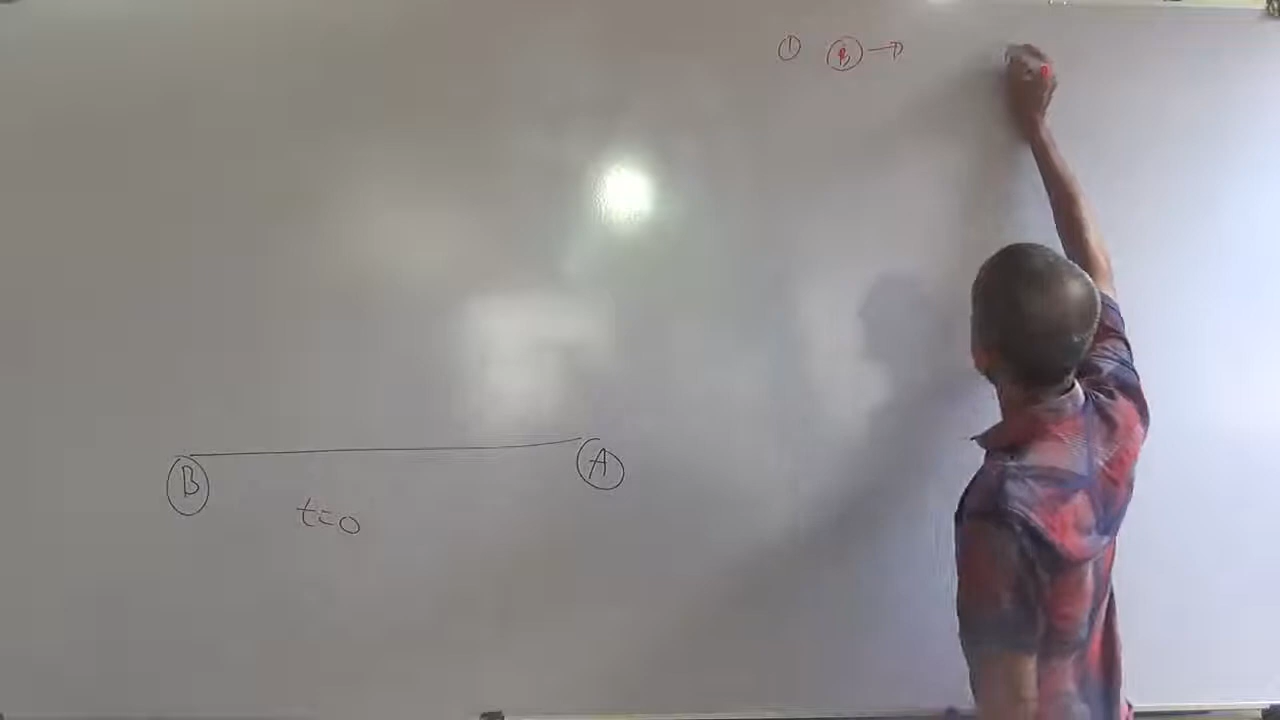 ① Ⓑ →
Ⓑ Ⓐ
t=0